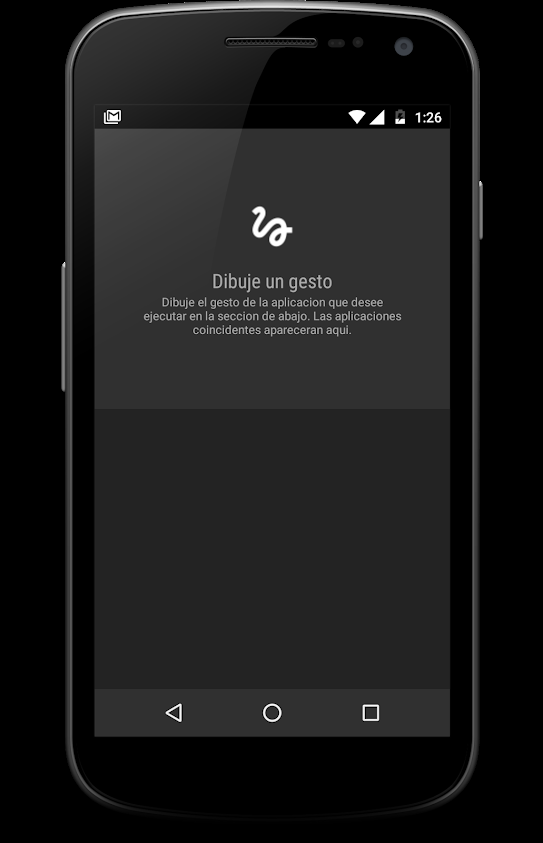 1:26
Dibuje un gesto
Dibuje el gesto de la aplicacion que desee
ejecutar en la seccion de abajo. Las aplicaciones
coincidentes apareceran aqui.